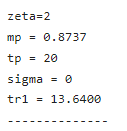 zeta=2
mp = 0.8737
tp = 20
sigma = 0
tr1 = 13.6400
--------------